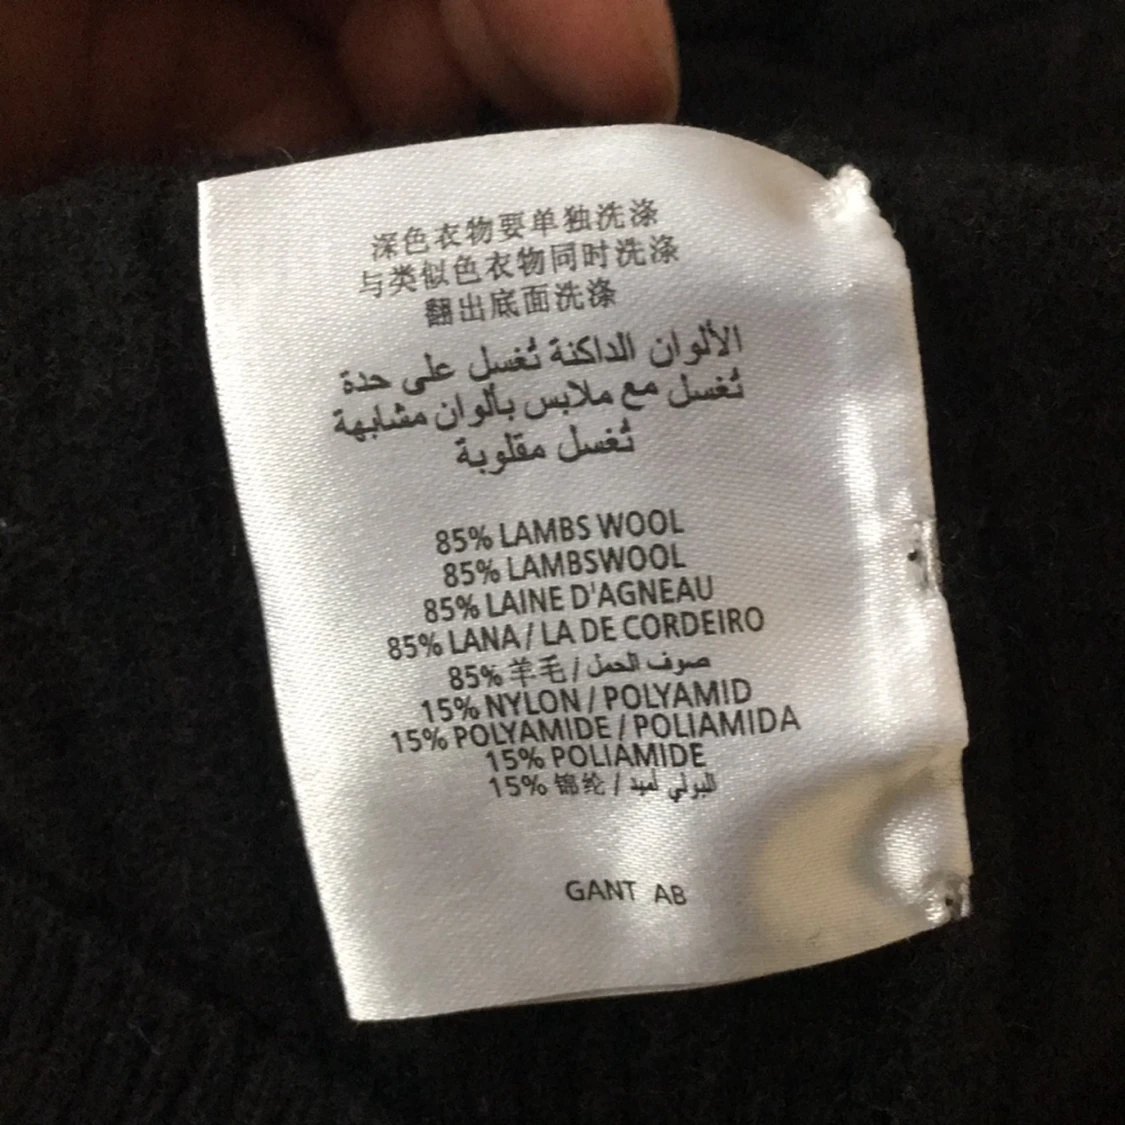 深色衣物要单独洗涤
与类似色衣物同时洗涤
翻出底面洗涤
الألوان الداكنة تُغسل على حدة
تُغسل مع ملابس بألوان مشابهة
تُغسل مقلوبة
85% LAMBS WOOL
85% LAMBSWOOL
85% LAINE D'AGNEAU
85% LANA / LA DE CORDEIRO
85% 羊毛 / صوف الحمل
15% NYLON / POLYAMID
15% POLYAMIDE / POLIAMIDA
15% POLIAMIDE
15% 锦纶 / البولي أميد
GANT AB